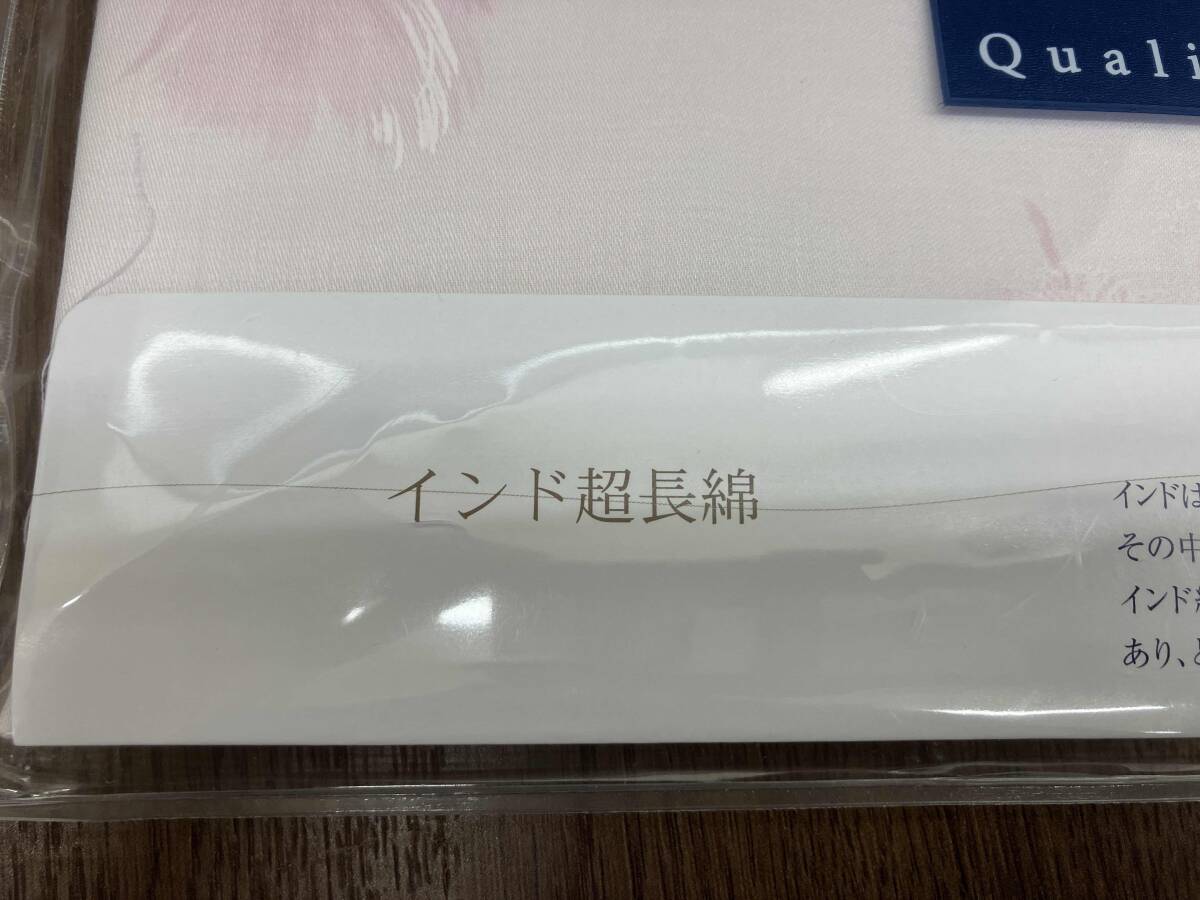 Quali
インド超長綿
インドは
その中
インド
あり、